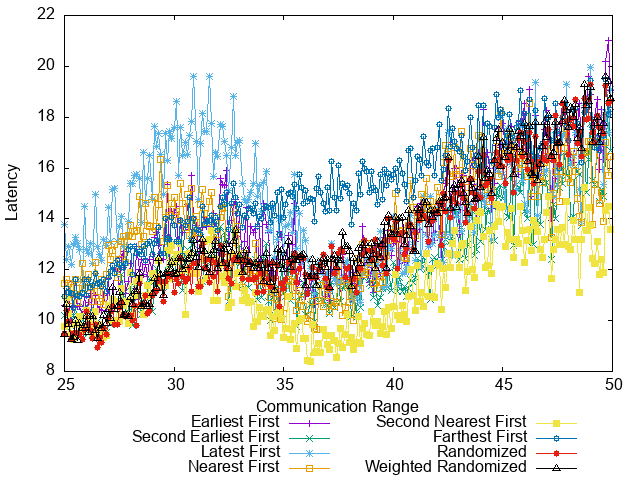 22
20
18
16
14
12
10
8
Latency
25
30
35
40
45
50
Communication Range
Earliest First
Second Earliest First
Latest First
Nearest First
Second Nearest First
Farthest First
Randomized
Weighted Randomized